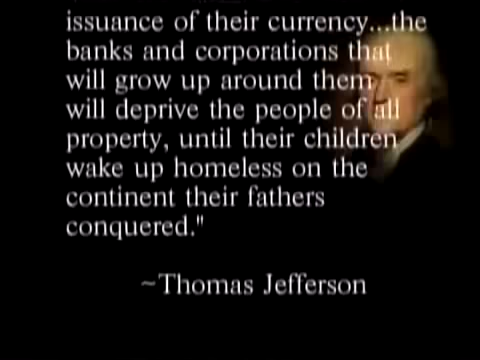 issuance of their currency...the
banks and corporations that
will grow up around them
will deprive the people of all
property, until their children
wake up homeless on the
continent their fathers
conquered."
~Thomas Jefferson